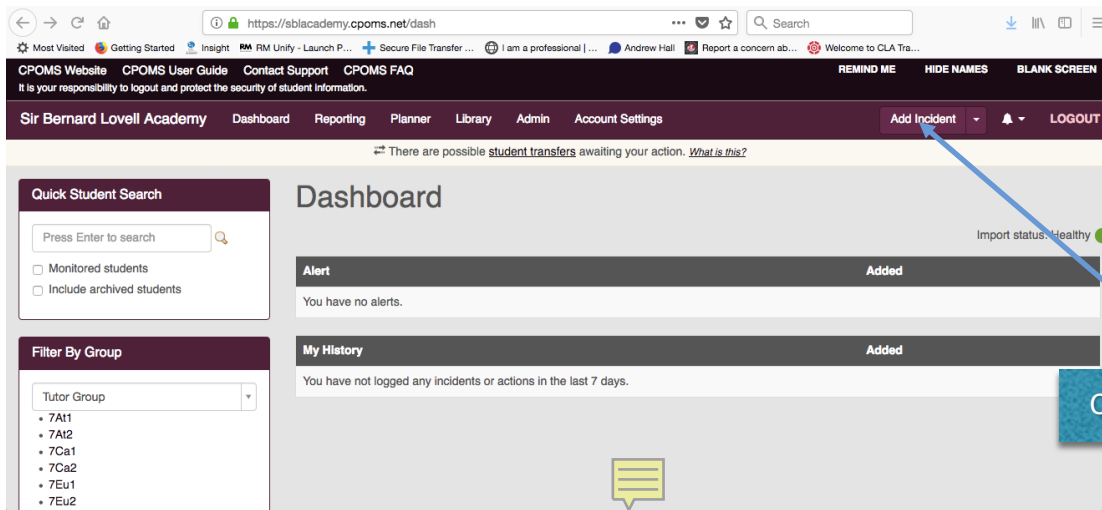 https://sblacademy.cpoms.net/dash
Search
Most Visited Getting Started Insight RM RM Unify - Launch P... Secure File Transfer ... I am a professional | ... Andrew Hall Report a concern ab... Welcome to CLA Tra...
CPOMS Website CPOMS User Guide Contact Support CPOMS FAQ REMIND ME HIDE NAMES BLANK SCREEN
It is your responsibility to logout and protect the security of student information.
Sir Bernard Lovell Academy Dashboard Reporting Planner Library Admin Account Settings Add Incident LOGOUT
There are possible student transfers awaiting your action. What is this?
Quick Student Search
Press Enter to search
Monitored students
Include archived students
Filter By Group
Tutor Group
7At1
7At2
7Ca1
7Ca2
7Eu1
7Eu2
Dashboard
Import status: Healthy
Alert Added
You have no alerts.
My History Added
You have not logged any incidents or actions in the last 7 days.